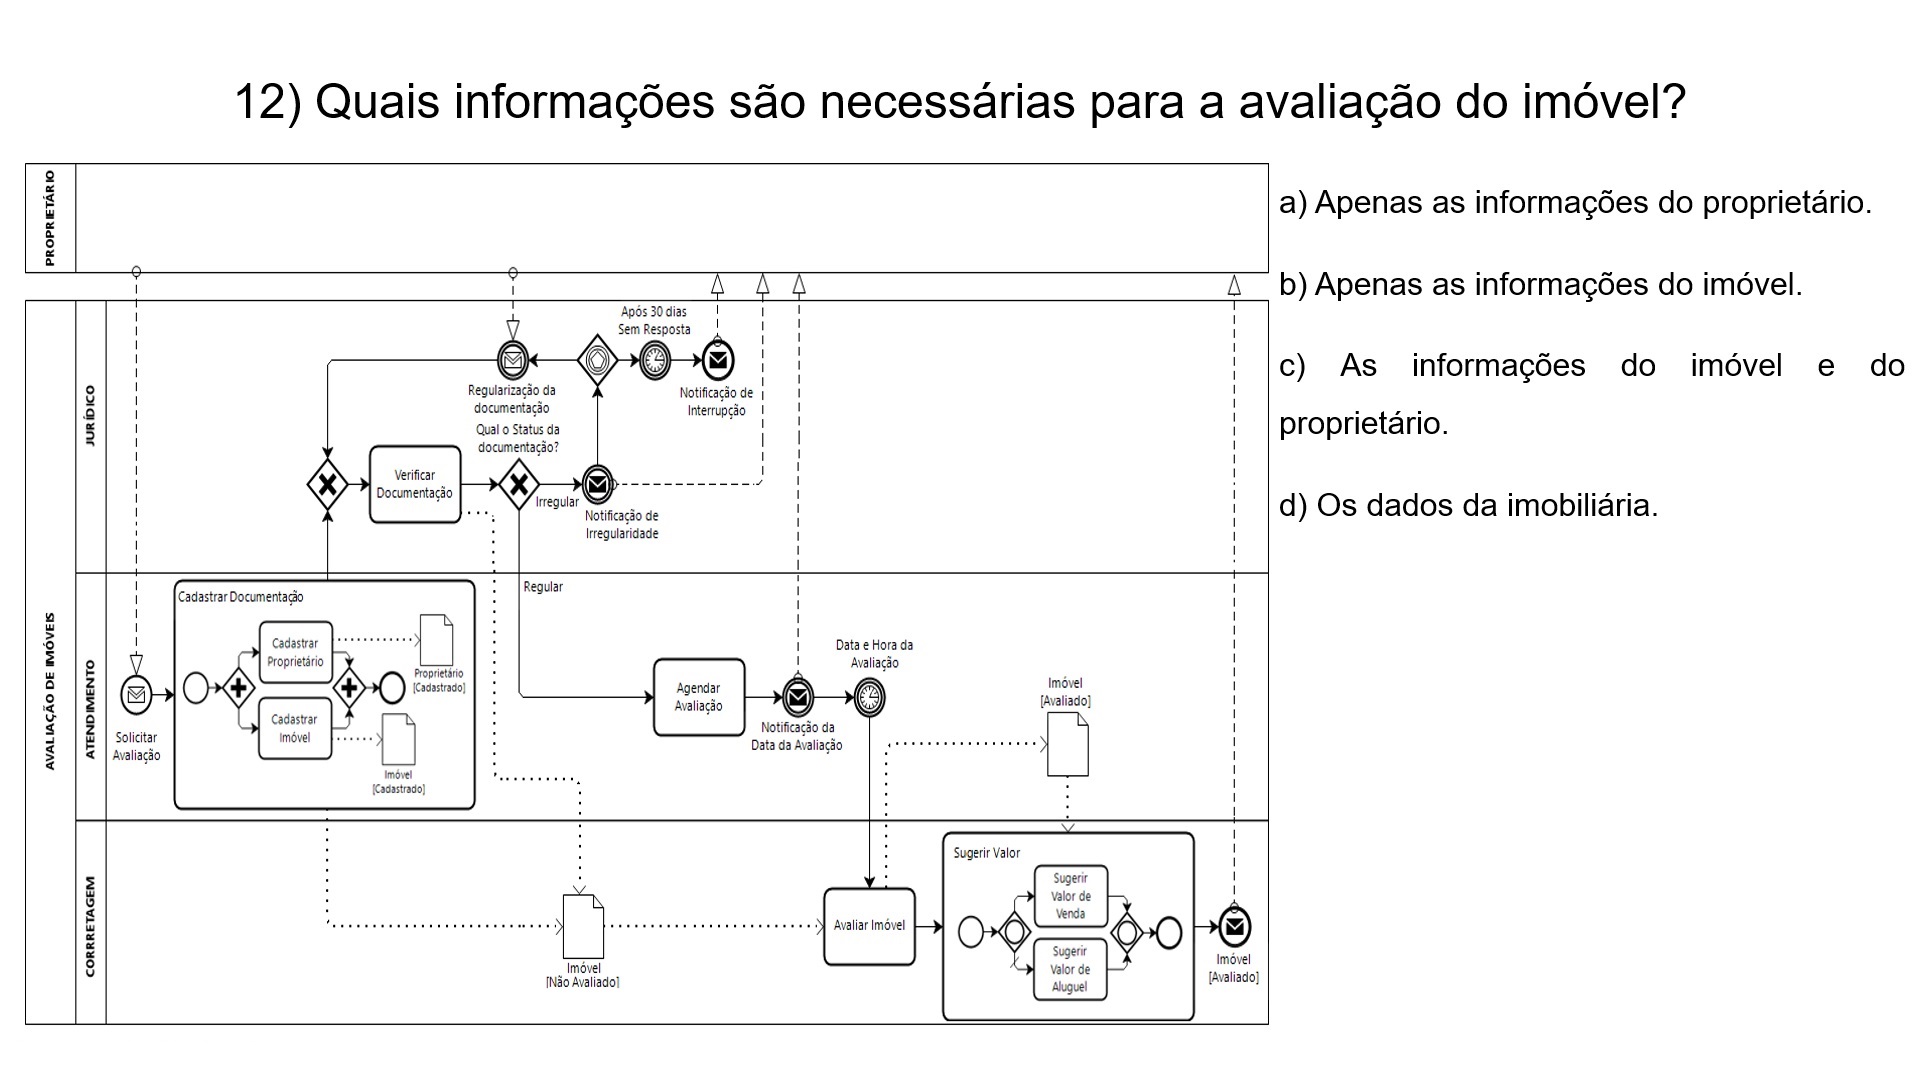 12) Quais informações são necessárias para a avaliação do imóvel?
PROPRIETÁRIO
a) Apenas as informações do proprietário.
b) Apenas as informações do imóvel.
c) As informações do imóvel e do
proprietário.
d) Os dados da imobiliária.
AVALIAÇÃO DE IMÓVEIS
JURÍDICO
Após 30 dias
Sem Resposta
Regularização da
documentação
Notificação de
Interrupção
Qual o Status da
documentação?
Verificar
Documentação
Irregular
Notificação de
Irregularidade
Regular
ATENDIMENTO
Solicitar
Avaliação
Cadastrar Documentação
Cadastrar
Proprietário
Proprietário
[Cadastrado]
Cadastrar
Imóvel
Imóvel
[Cadastrado]
Agendar
Avaliação
Notificação da
Data da Avaliação
Data e Hora da
Avaliação
Imóvel
[Avaliado]
CORRETAGEM
Imóvel
[Não Avaliado]
Avaliar Imóvel
Sugerir Valor
Sugerir
Valor de
Venda
Sugerir
Valor de
Aluguel
Imóvel
[Avaliado]